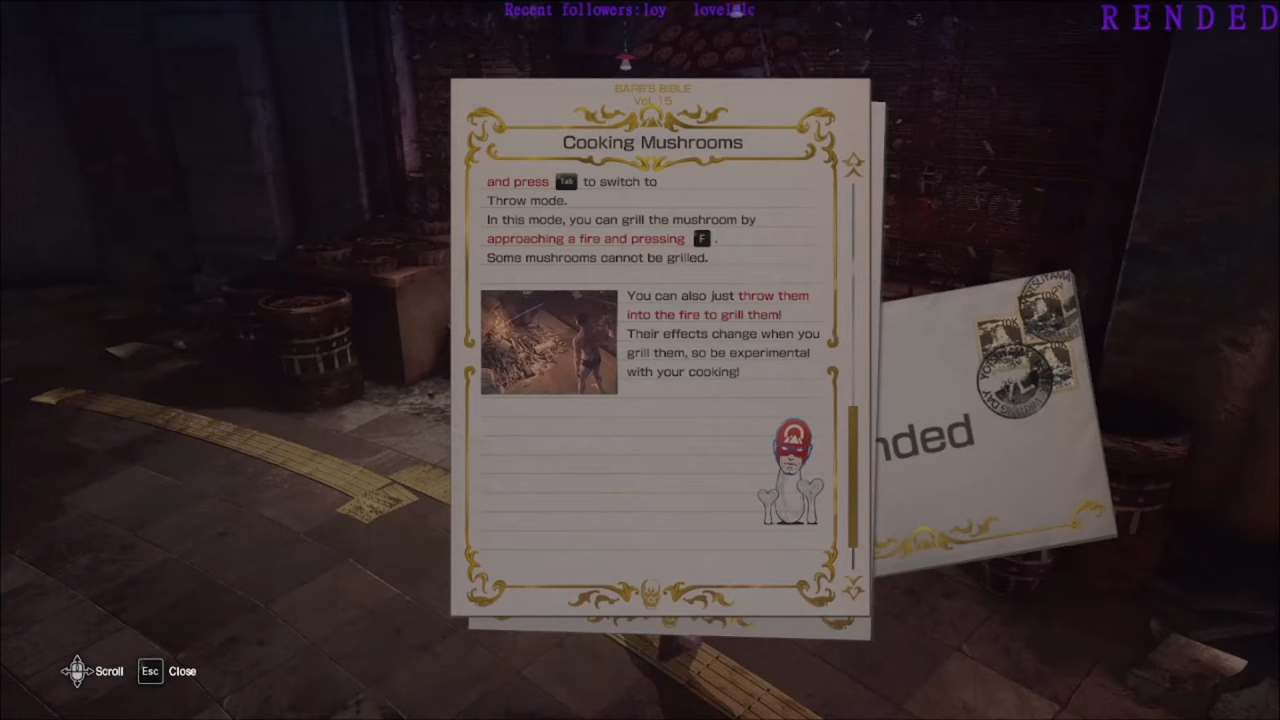 Recent followers: loy
RENDED
BARB'S BIBLE
Vol. 15
Cooking Mushrooms
and press Tab to switch to
Throw mode.
In this mode, you can grill the mushroom by
approaching a fire and pressing F .
Some mushrooms cannot be grilled.
You can also just throw them
into the fire to grill them!
Their effects change when you
grill them, so be experimental
with your cooking!
nded
Scroll Esc Close